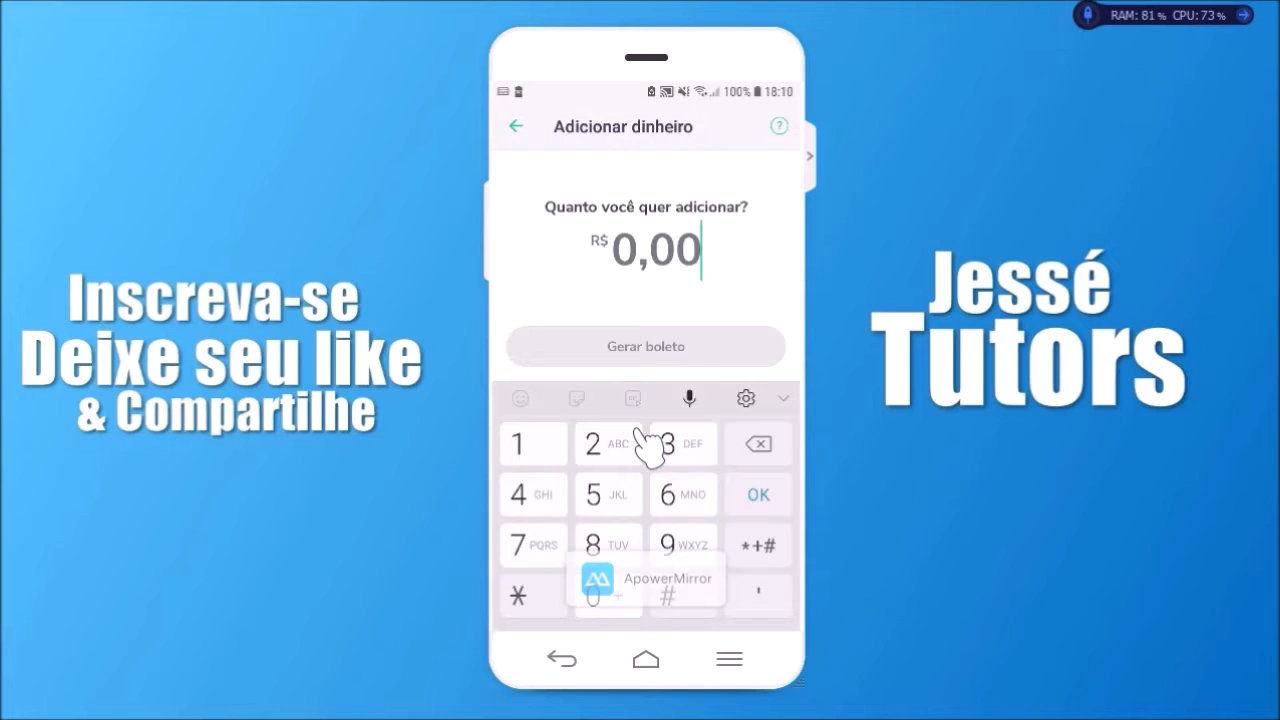 RAM: 81 % CPU: 73 %
100% 18:10
Adicionar dinheiro
?
Quanto você quer adicionar?
R$ 0,00
Gerar boleto
Inscreva-se
Deixe seu like
& Compartilhe
Jessé
Tutors
1 2 ABC 3 DEF
4 GHI 5 JKL 6 MNO OK
7 PQRS 8 TUV 9 WXYZ *+#
ApowerMirror
* 0 + # '